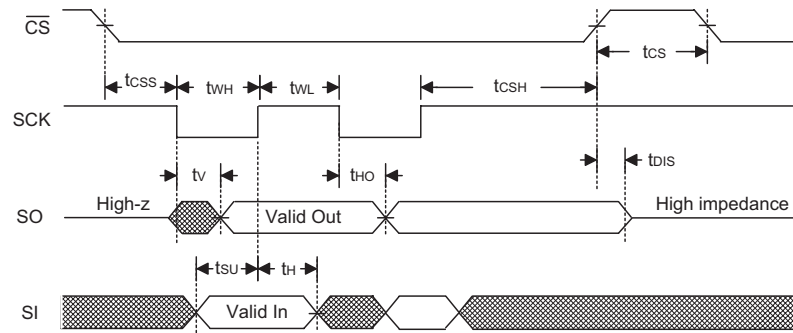 CS
tCS
tCSS
tWH
tWL
tCSH
SCK
tV
tHO
tDIS
High-z
Valid Out
High impedance
SO
tSU
tH
SI
Valid In